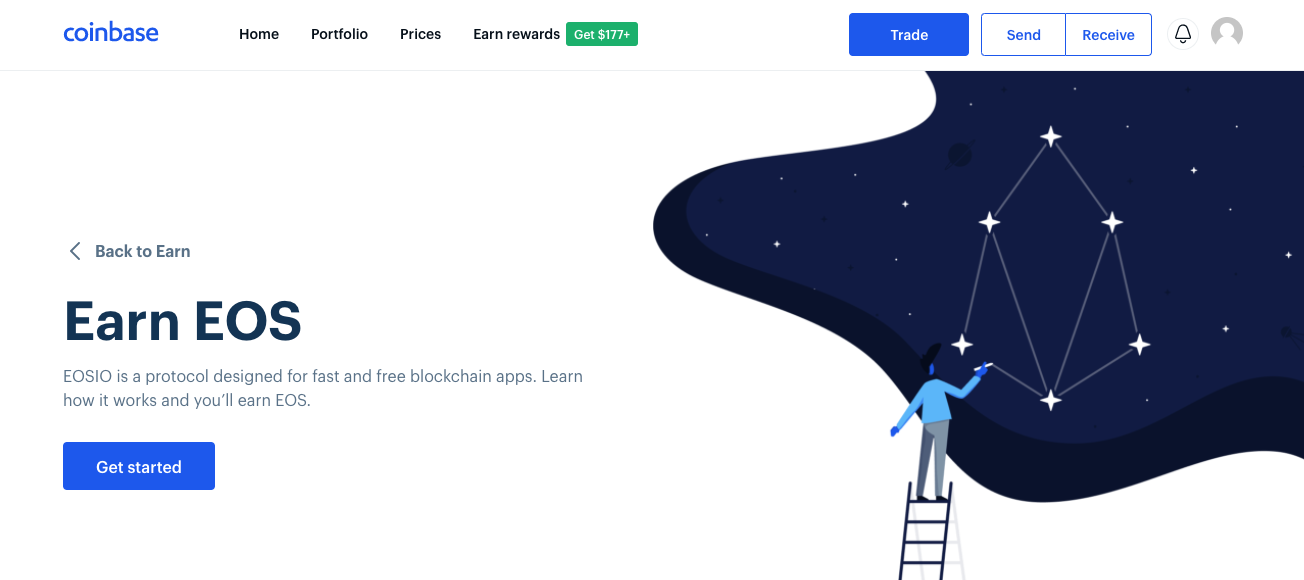 coinbase
Home
Portfolio
Prices
Earn rewards
Get $177+
Trade
Send
Receive
Back to Earn
Earn EOS
EOSIO is a protocol designed for fast and free blockchain apps. Learn
how it works and you’ll earn EOS.
Get started